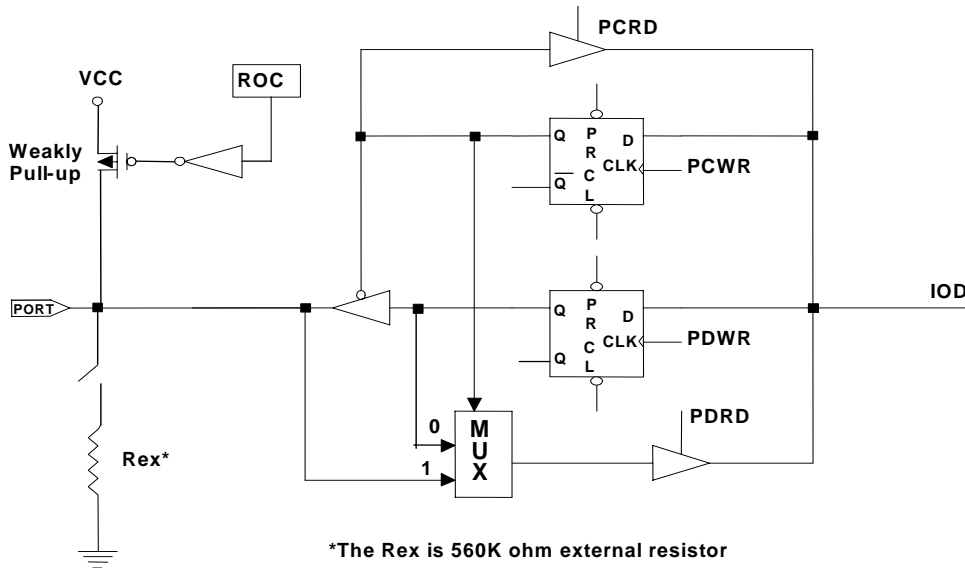 PCRD
VCC
ROC
Weakly
Pull-up
Q
P
R
D
CLK
PCWR
C
L
Q
PORT
IOD
Q
P
R
D
CLK
PDWR
C
L
Q
PDRD
0
1
MUX
Rex*
*The Rex is 560K ohm external resistor